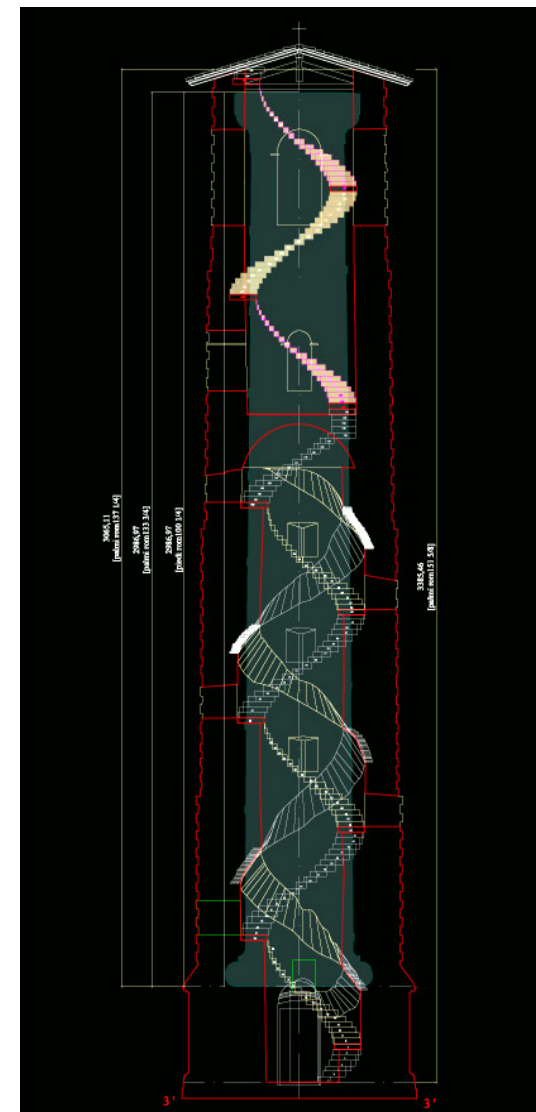 3065,11
[palmi rom137 1/4]
2986,97
[palmi rom133 3/4]
2986,97
[piedi rom100 1/4]
3385,46
[palmi rom151 5/8]
3'
3'